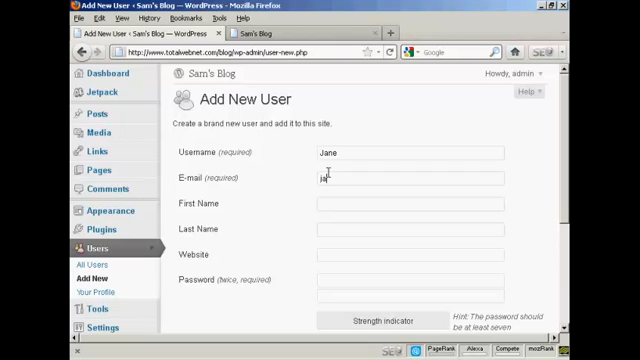 Add New User ‹ Sam's Blog — WordPress - Mozilla Firefox
File Edit View History Bookmarks Tools Help
Add New User ‹ Sam's Blog — WordPress
Sam's Blog
http://www.totalwebnet.com/blog/wp-admin/user-new.php
Google
SEO
Sam's Blog
Howdy, admin
Help
Dashboard
Jetpack
Posts
Media
Links
Pages
Comments
Appearance
Plugins
Users
All Users
Add New
Your Profile
Tools
Settings
Add New User
Create a brand new user and add it to this site.
Username (required)
Jane
E-mail (required)
ja
First Name
Last Name
Website
Password (twice, required)
Strength indicator
Hint: The password should
be at least seven
PageRank
Alexa
Compete
mozRank